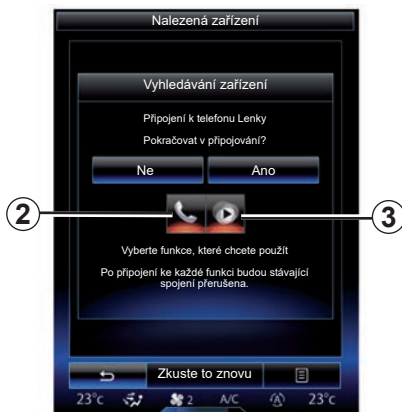 Nalezená zařízení
Vyhledávání zařízení
Připojení k telefonu Lenky
Pokračovat v připojování?
Ne Ano
2 3
Vyberte funkce, které chcete použít
Po připojení ke každé funkci budou stávající
spojení přerušena.
Zkuste to znovu
23°c 2 A/C A 23°c